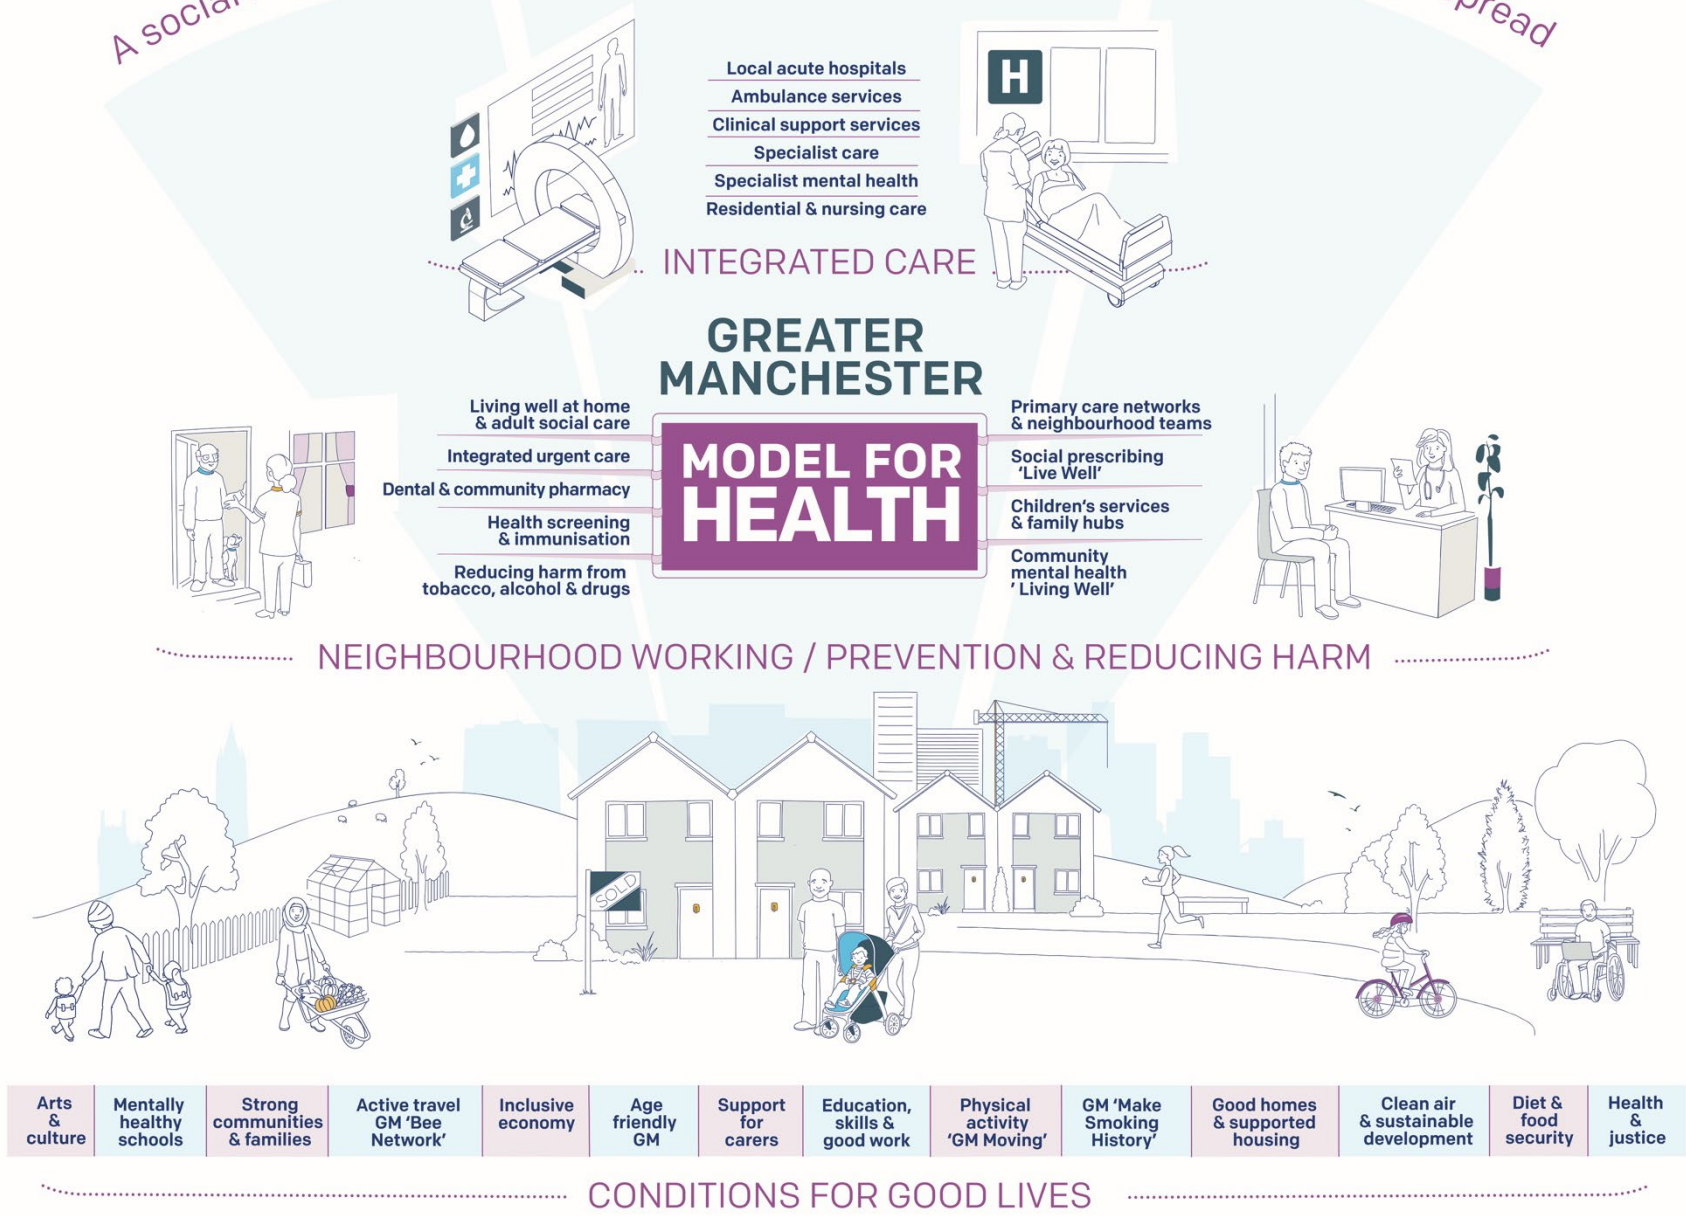 A social
spread
Local acute hospitals
Ambulance services
Clinical support services
Specialist care
Specialist mental health
Residential & nursing care
H
INTEGRATED CARE
GREATER
MANCHESTER
MODEL FOR
HEALTH
Living well at home
& adult social care
Integrated urgent care
Dental & community pharmacy
Health screening
& immunisation
Reducing harm from
tobacco, alcohol & drugs
Primary care networks
& neighbourhood teams
Social prescribing
'Live Well'
Children's services
& family hubs
Community
mental health
' Living Well'
NEIGHBOURHOOD WORKING / PREVENTION & REDUCING HARM
SOLD
Arts
&
culture
Mentally
healthy
schools
Strong
communities
& families
Active travel
GM 'Bee
Network'
Inclusive
economy
Age
friendly
GM
Support
for
carers
Education,
skills &
good work
Physical
activity
'GM Moving'
GM 'Make
Smoking
History'
Good homes
& supported
housing
Clean air
& sustainable
development
Diet &
food
security
Health
&
justice
CONDITIONS FOR GOOD LIVES